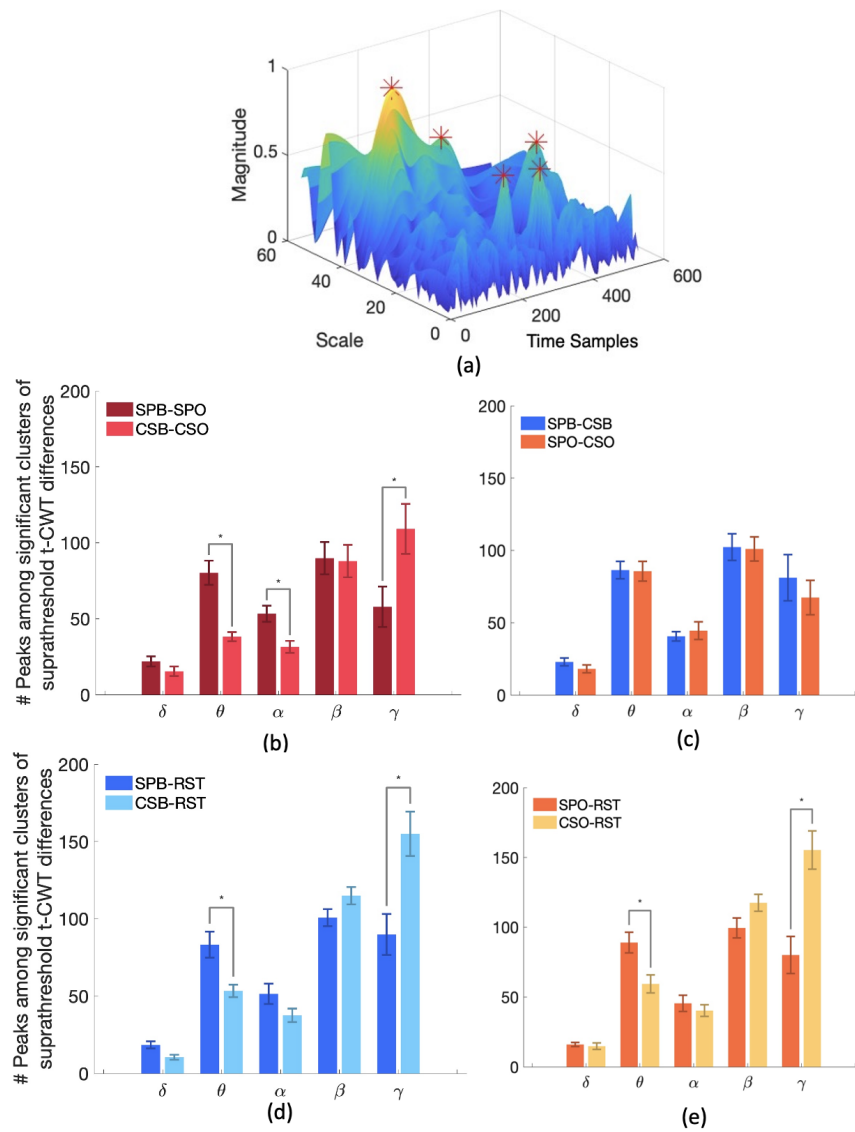 1
0.5
0
Magnitude
60
40
20
0
Scale
0
200
400
600
Time Samples
(a)
# Peaks among significant clusters of
suprathreshold t-CWT differences
200
150
100
50
0
SPB-SPO
CSB-CSO
*
*
*
δ θ α β γ
(b)
200
150
100
50
0
SPB-CSB
SPO-CSO
δ θ α β γ
(c)
# Peaks among significant clusters of
suprathreshold t-CWT differences
200
150
100
50
0
SPB-RST
CSB-RST
*
*
δ θ α β γ
(d)
200
150
100
50
0
SPO-RST
CSO-RST
*
*
δ θ α β γ
(e)